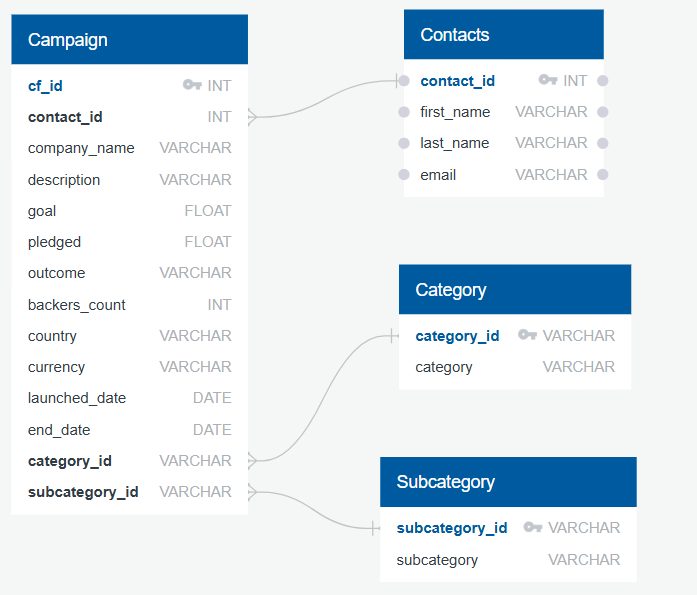 Campaign
cf_id INT
contact_id INT
company_name VARCHAR
description VARCHAR
goal FLOAT
pledged FLOAT
outcome VARCHAR
backers_count INT
country VARCHAR
currency VARCHAR
launched_date DATE
end_date DATE
category_id VARCHAR
subcategory_id VARCHAR
Contacts
contact_id INT
first_name VARCHAR
last_name VARCHAR
email VARCHAR
Category
category_id VARCHAR
category VARCHAR
Subcategory
subcategory_id VARCHAR
subcategory VARCHAR